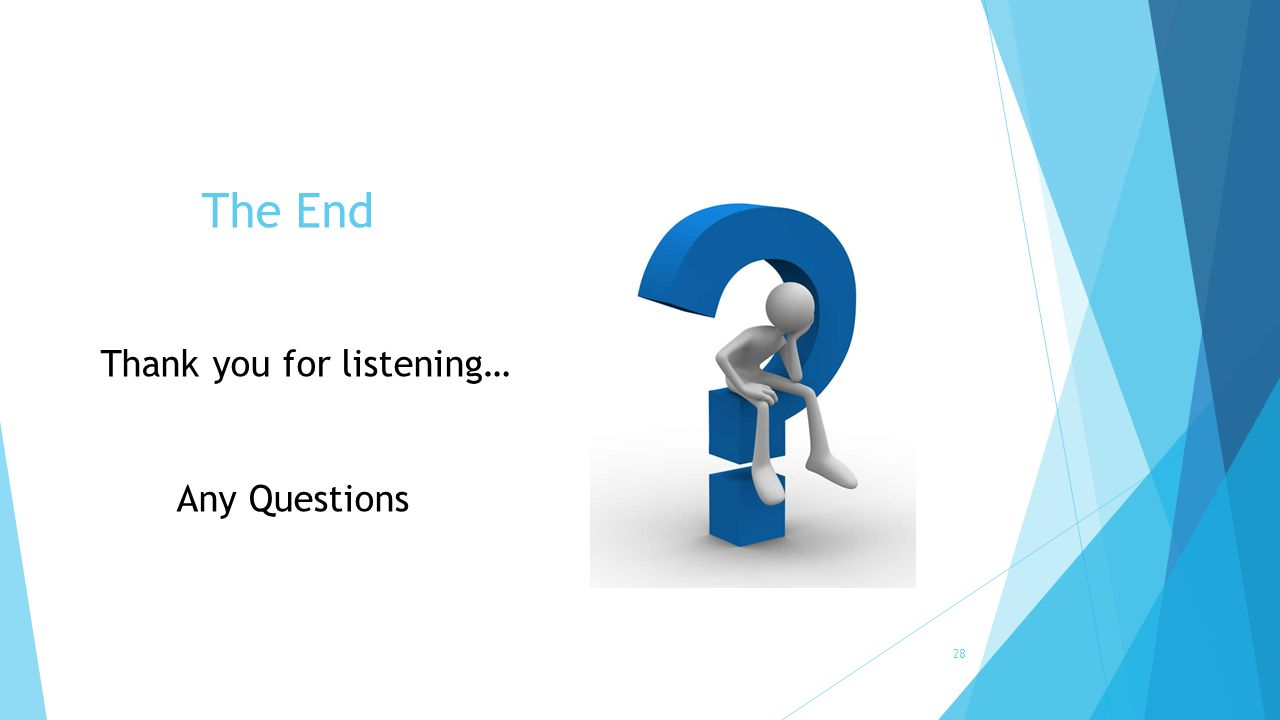 The End
Thank you for listening…
Any Questions
28